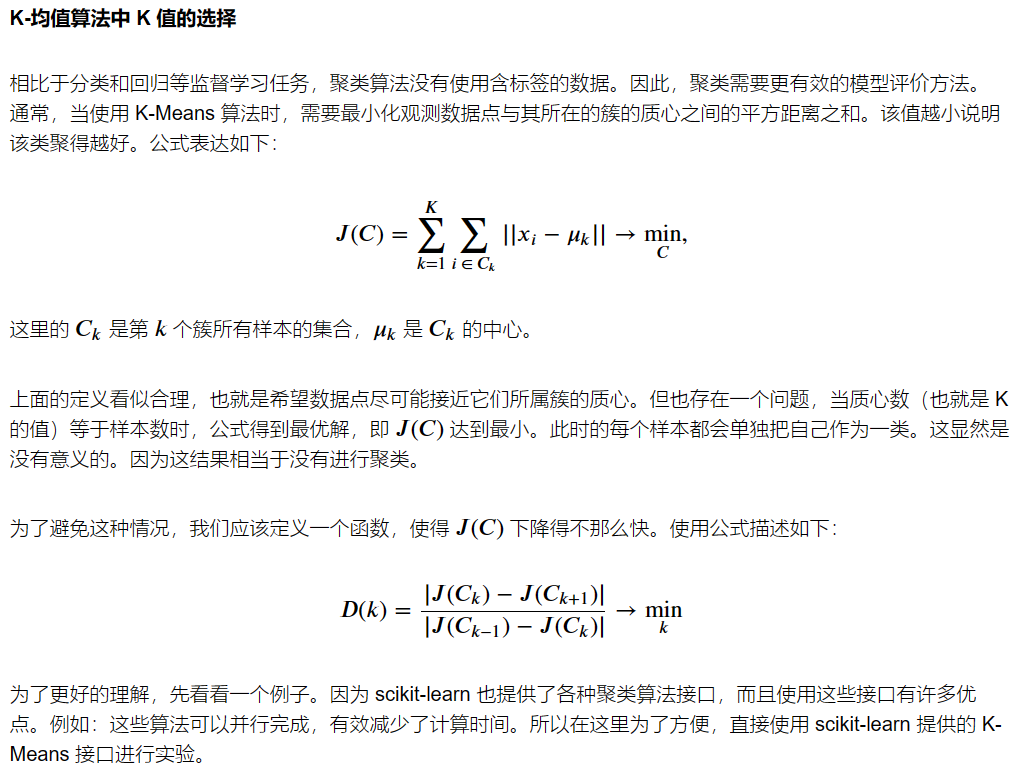 K-均值算法中 K 值的选择
相比于分类和回归等监督学习任务，聚类算法没有使用含标签的数据。因此，聚类需要更有效的模型评价方法。
通常，当使用 K-Means 算法时，需要最小化观测数据点与其所在的簇的质心之间的平方距离之和。该值越小说明
该类聚得越好。公式表达如下：
J(C) = \sum_{k=1}^{K} \sum_{i \in C_k} ||x_i − μ_k|| → \min_{C},
这里的 C_k 是第 k 个簇所有样本的集合，μ_k 是 C_k 的中心。
上面的定义看似合理，也就是希望数据点尽可能接近它们所属簇的质心。但也存在一个问题，当质心数（也就是 K
的值）等于样本数时，公式得到最优解，即 J(C) 达到最小。此时的每个样本都会单独把自己作为一类。这显然是
没有意义的。因为这结果相当于没有进行聚类。
为了避免这种情况，我们应该定义一个函数，使得 J(C) 下降得不那么快。使用公式描述如下：
D(k) = \frac{|J(C_k) − J(C_{k+1})|}{|J(C_{k−1}) − J(C_k)|} → \min_{k}
为了更好的理解，先看看一个例子。因为 scikit-learn 也提供了各种聚类算法接口，而且使用这些接口有许多优
点。例如：这些算法可以并行完成，有效减少了计算时间。所以在这里为了方便，直接使用 scikit-learn 提供的 K-
Means 接口进行实验。